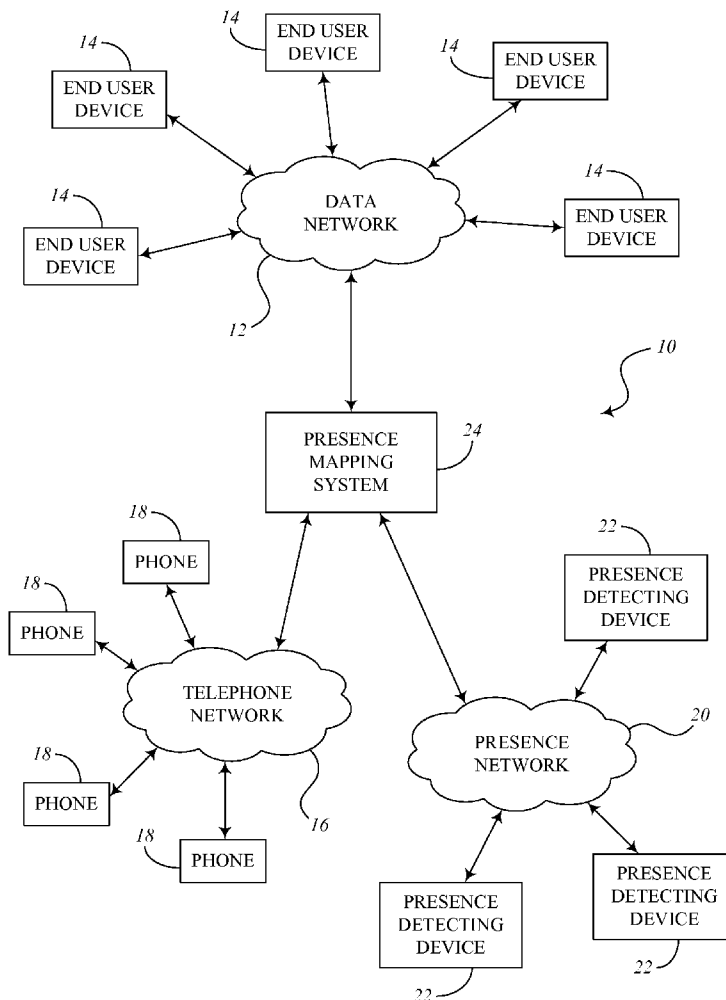 14
END USER
DEVICE
14
END USER
DEVICE
14
END USER
DEVICE
14
END USER
DEVICE
14
END USER
DEVICE
DATA
NETWORK
12
10
PRESENCE
MAPPING
SYSTEM
24
18
PHONE
18
PHONE
18
PHONE
18
PHONE
TELEPHONE
NETWORK
16
22
PRESENCE
DETECTING
DEVICE
PRESENCE
NETWORK
20
PRESENCE
DETECTING
DEVICE
22
PRESENCE
DETECTING
DEVICE
22